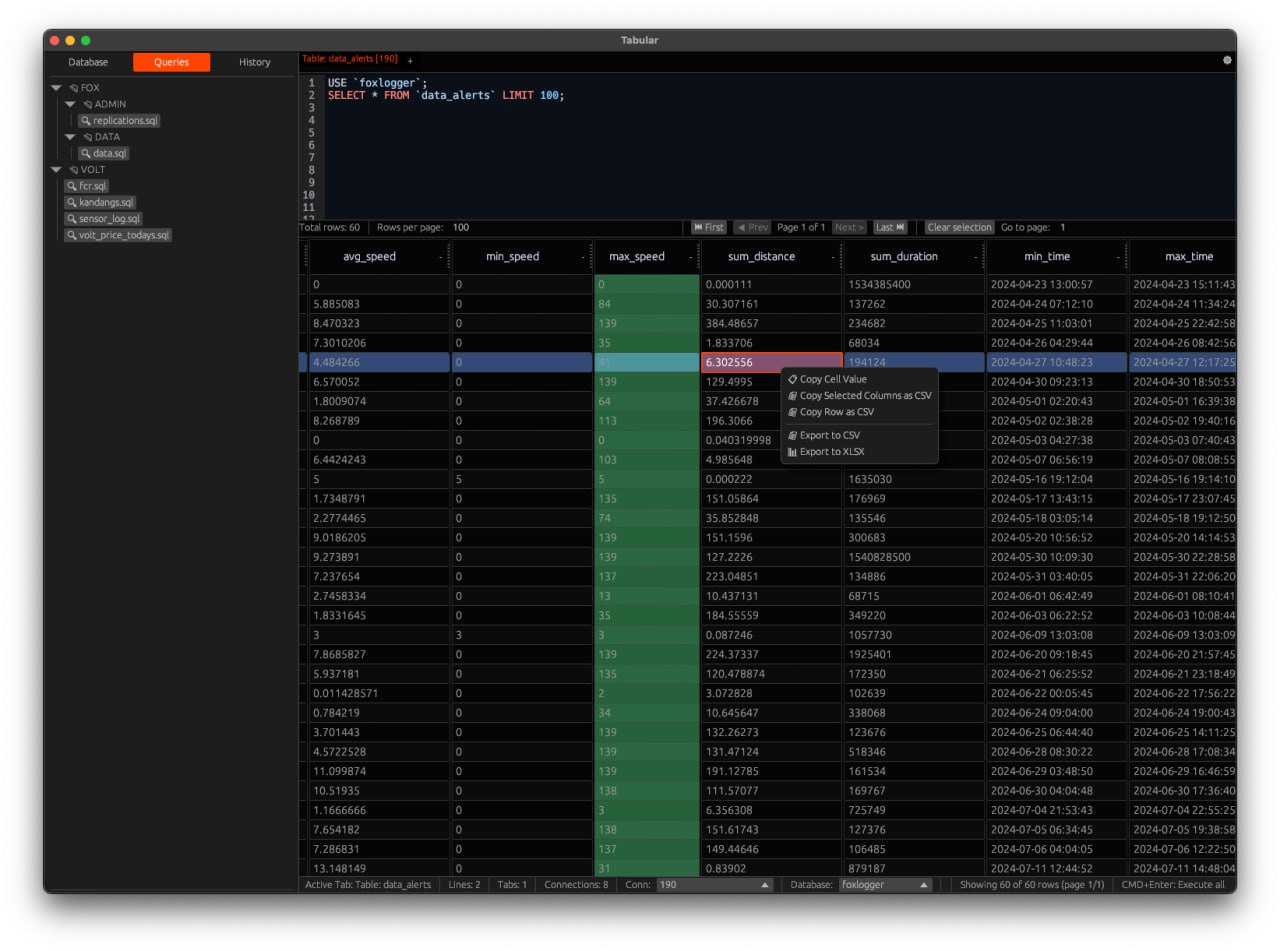 Tabular
Database Queries History
Table: data_alerts [190] +
FOX
ADMIN
replications.sql
DATA
data.sql
VOLT
fcr.sql
kandangs.sql
sensor_log.sql
volt_price_todays.sql
1 USE `foxlogger`;
2 SELECT * FROM `data_alerts` LIMIT 100;
3
4
5
6
7
8
9
10
11
12
Total rows: 60 Rows per page: 100 First Prev Page 1 of 1 Next > Last Clear selection Go to page: 1
avg_speed - min_speed - max_speed - sum_distance - sum_duration - min_time - max_time
0 0 0 0.000111 1534385400 2024-04-23 13:00:57 2024-04-23 15:11:43
5.885083 0 84 30.307161 137262 2024-04-24 07:12:10 2024-04-24 11:34:24
8.470323 0 139 384.48657 234682 2024-04-25 11:03:01 2024-04-25 22:42:58
7.3010206 0 35 1.833706 68034 2024-04-26 04:29:44 2024-04-26 08:42:56
4.484266 0 41 6.302556 194124 2024-04-27 10:48:23 2024-04-27 12:17:25
6.570052 0 139 129.4995 2024-04-30 09:23:13 2024-04-30 18:50:53
1.8009074 0 64 37.426678 2024-05-01 02:20:43 2024-05-01 16:39:38
8.268789 0 113 196.3066 2024-05-02 02:38:28 2024-05-02 19:40:16
0 0 0 0.040319998 2024-05-03 04:27:38 2024-05-03 07:40:43
6.4424243 0 103 4.985648 2024-05-07 06:56:19 2024-05-07 08:08:55
5 5 5 0.000222 1635030 2024-05-16 19:12:04 2024-05-16 19:14:10
1.7348791 0 135 151.05864 176969 2024-05-17 13:43:15 2024-05-17 23:07:45
2.2774465 0 74 35.852848 135546 2024-05-18 03:05:14 2024-05-18 19:12:50
9.0186205 0 139 151.1596 300683 2024-05-20 10:56:52 2024-05-20 14:14:53
9.273891 0 139 127.2226 1540828500 2024-05-30 10:09:30 2024-05-30 22:28:58
7.237654 0 137 223.04851 134886 2024-05-31 03:40:05 2024-05-31 22:06:20
2.7458334 0 13 10.437131 68715 2024-06-01 06:42:49 2024-06-01 08:10:41
1.8331645 0 35 184.55559 349220 2024-06-03 06:22:52 2024-06-03 10:08:44
3 3 3 0.087246 1057730 2024-06-09 13:03:08 2024-06-09 13:03:09
7.8685827 0 139 224.37337 1925401 2024-06-20 09:18:45 2024-06-20 21:57:45
5.937181 0 135 120.478874 172350 2024-06-21 06:25:52 2024-06-21 23:18:49
0.011428571 0 2 3.072828 102639 2024-06-22 00:05:45 2024-06-22 17:56:22
0.784219 0 34 10.645647 338068 2024-06-24 09:04:00 2024-06-24 19:00:43
3.701443 0 139 132.26273 123676 2024-06-25 06:44:40 2024-06-25 14:11:25
4.5722528 0 139 131.47124 518346 2024-06-28 08:30:22 2024-06-28 17:08:34
11.099874 0 139 191.12785 161534 2024-06-29 03:48:50 2024-06-29 16:46:59
10.51935 0 138 111.57077 169767 2024-06-30 04:04:48 2024-06-30 17:36:40
1.1666666 0 3 6.356308 725749 2024-07-04 21:53:43 2024-07-04 22:55:25
7.654182 0 138 151.61743 127376 2024-07-05 06:34:45 2024-07-05 19:38:58
7.286831 0 137 149.44646 106485 2024-07-06 04:04:05 2024-07-06 12:22:50
13.148149 0 31 0.83902 879187 2024-07-11 12:44:52 2024-07-11 14:48:04
Copy Cell Value
Copy Selected Columns as CSV
Copy Row as CSV
Export to CSV
Export to XLSX
Active Tab: Table: data_alerts Lines: 2 Tabs: 1 Connections: 8 Conn: 190 Database: foxlogger Showing 60 of 60 rows (page 1/1) CMD+Enter: Execute all